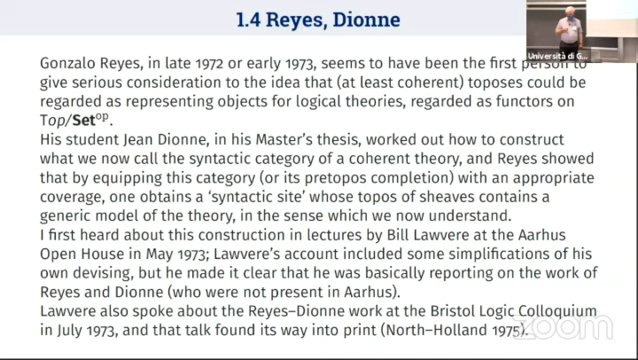 1.4 Reyes, Dionne
Università di G
Gonzalo Reyes, in late 1972 or early 1973, seems to have been the first person to
give serious consideration to the idea that (at least coherent) toposes could be
regarded as representing objects for logical theories, regarded as functors on
Top/Set^op.
His student Jean Dionne, in his Master's thesis, worked out how to construct
what we now call the syntactic category of a coherent theory, and Reyes showed
that by equipping this category (or its pretopos completion) with an appropriate
coverage, one obtains a ‘syntactic site’ whose topos of sheaves contains a
generic model of the theory, in the sense which we now understand.
I first heard about this construction in lectures by Bill Lawvere at the Aarhus
Open House in May 1973; Lawvere's account included some simplifications of his
own devising, but he made it clear that he was basically reporting on the work of
Reyes and Dionne (who were not present in Aarhus).
Lawvere also spoke about the Reyes–Dionne work at the Bristol Logic Colloquium
in July 1973, and that talk found its way into print (North–Holland 1975).
zoom